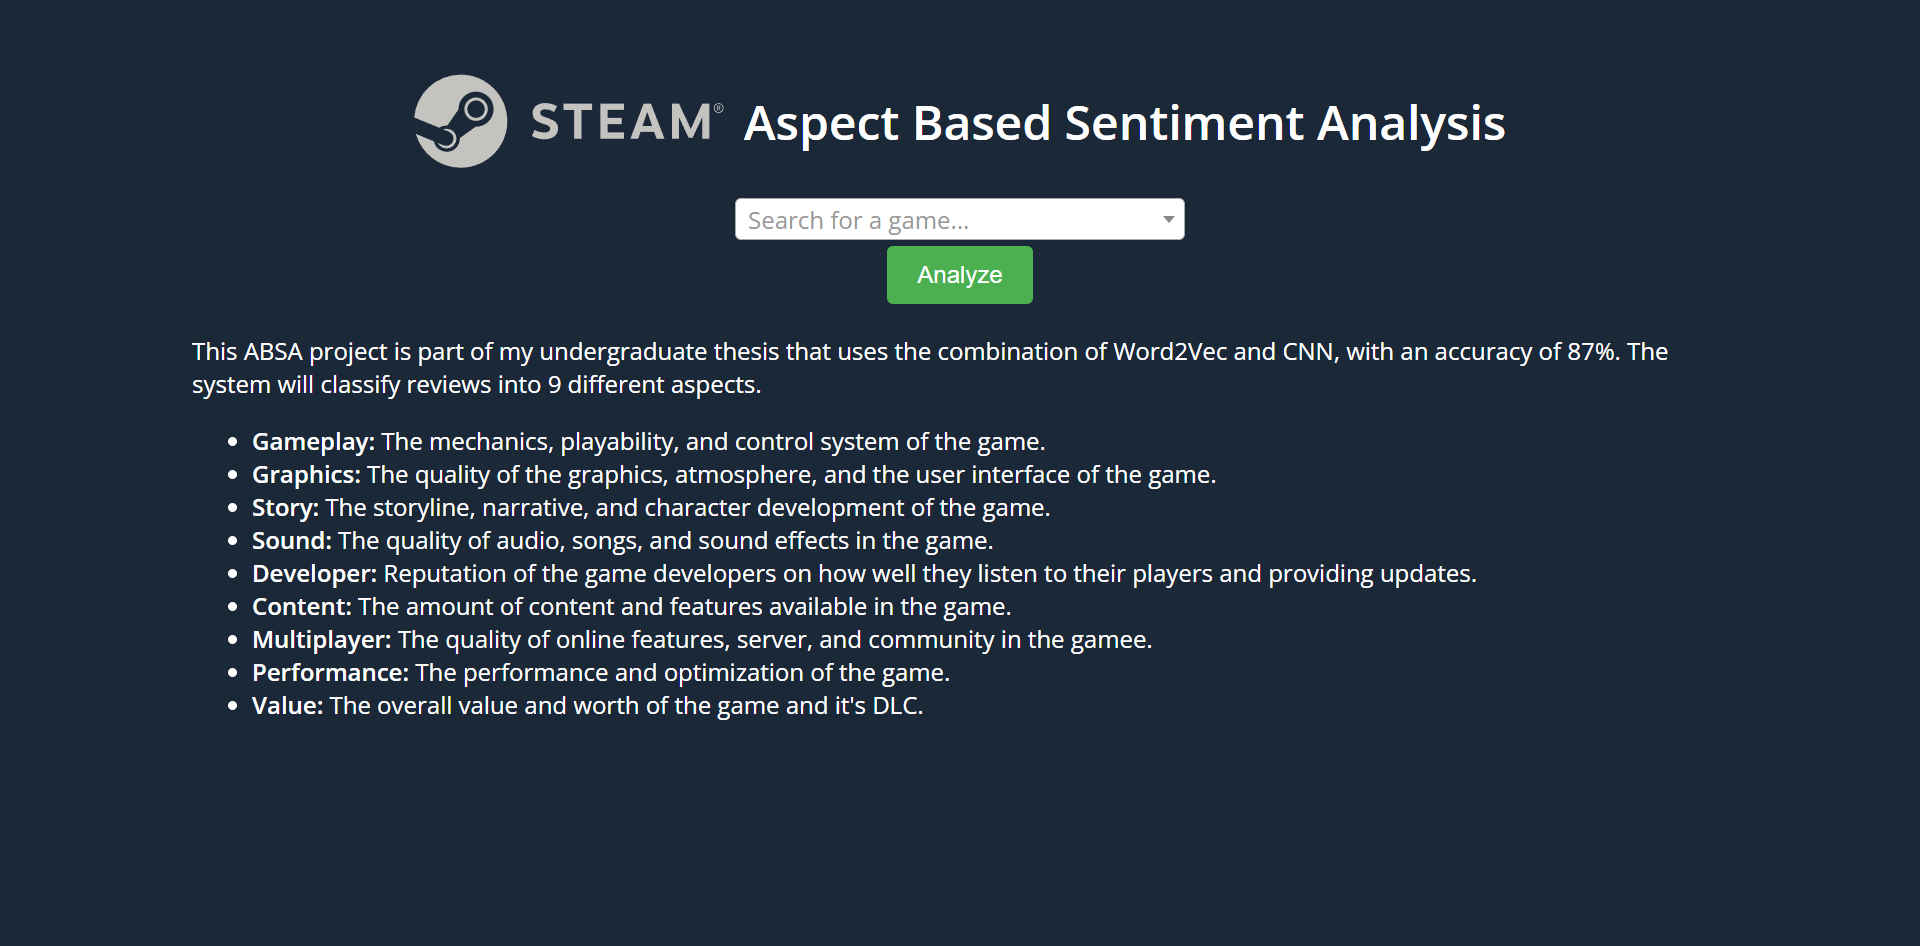 STEAM® Aspect Based Sentiment Analysis
Search for a game...
Analyze
This ABSA project is part of my undergraduate thesis that uses the combination of Word2Vec and CNN, with an accuracy of 87%. The
system will classify reviews into 9 different aspects.
• Gameplay: The mechanics, playability, and control system of the game.
• Graphics: The quality of the graphics, atmosphere, and the user interface of the game.
• Story: The storyline, narrative, and character development of the game.
• Sound: The quality of audio, songs, and sound effects in the game.
• Developer: Reputation of the game developers on how well they listen to their players and providing updates.
• Content: The amount of content and features available in the game.
• Multiplayer: The quality of online features, server, and community in the gamee.
• Performance: The performance and optimization of the game.
• Value: The overall value and worth of the game and it's DLC.